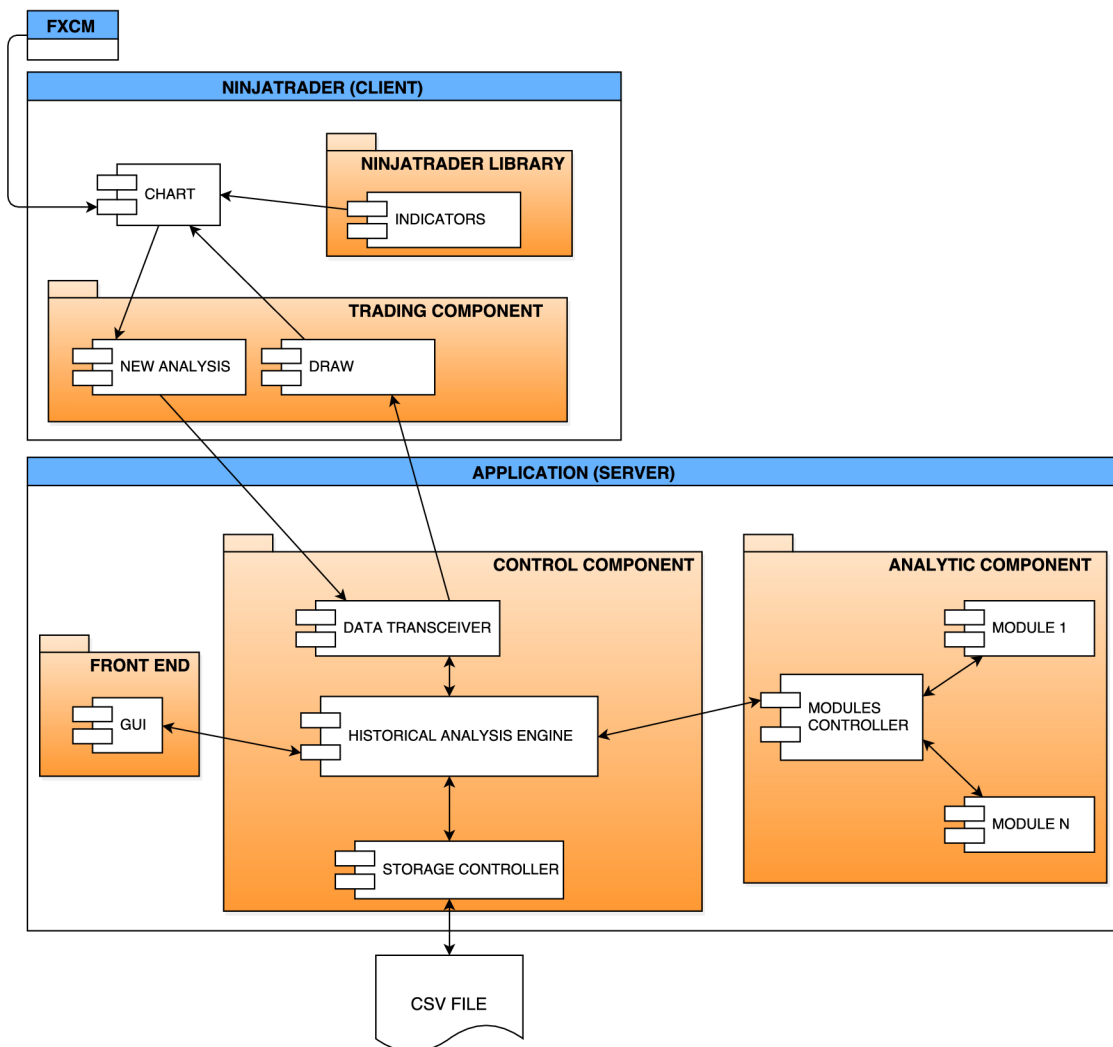 FXCM
NINJATRADER (CLIENT)
NINJATRADER LIBRARY
CHART
INDICATORS
TRADING COMPONENT
NEW ANALYSIS
DRAW
APPLICATION (SERVER)
CONTROL COMPONENT
ANALYTIC COMPONENT
DATA TRANSCEIVER
MODULE 1
FRONT END
GUI
HISTORICAL ANALYSIS ENGINE
MODULES
CONTROLLER
MODULE N
STORAGE CONTROLLER
CSV FILE